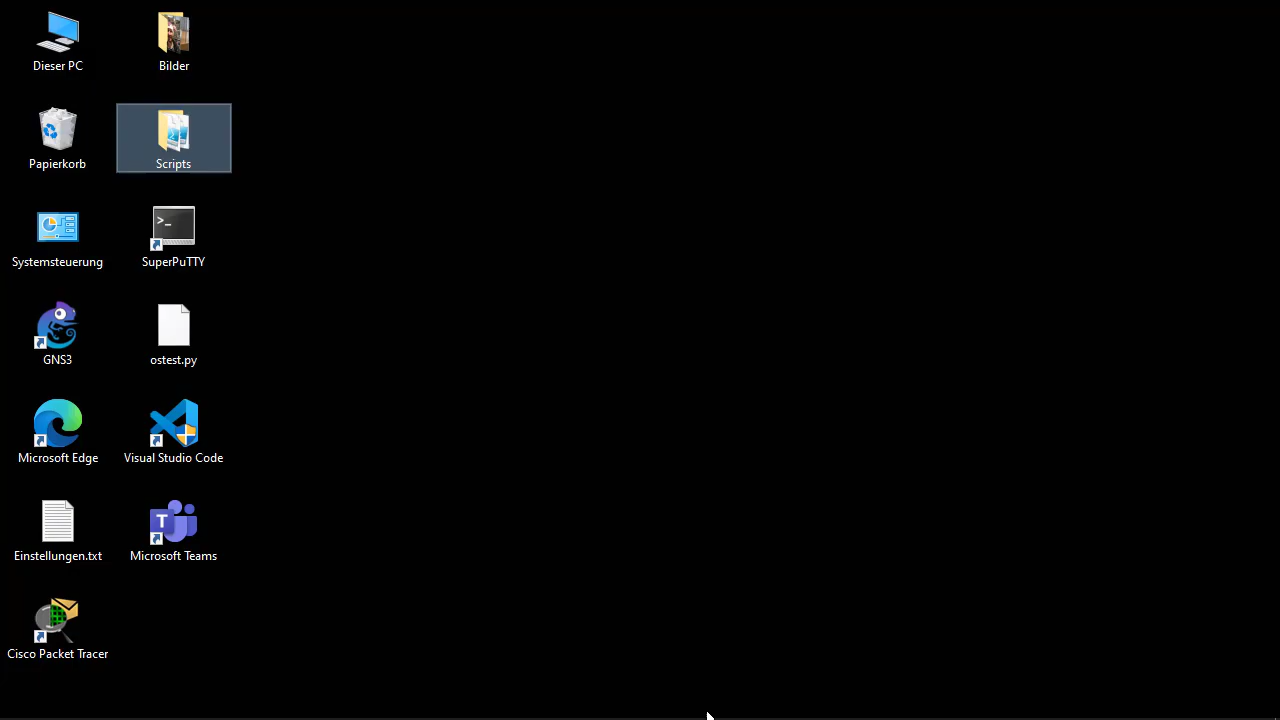 Dieser PC
Bilder
Papierkorb
Scripts
Systemsteuerung
>_
SuperPuTTY
GNS3
ostest.py
Microsoft Edge
Visual Studio Code
Einstellungen.txt
T
Microsoft Teams
Cisco Packet Tracer